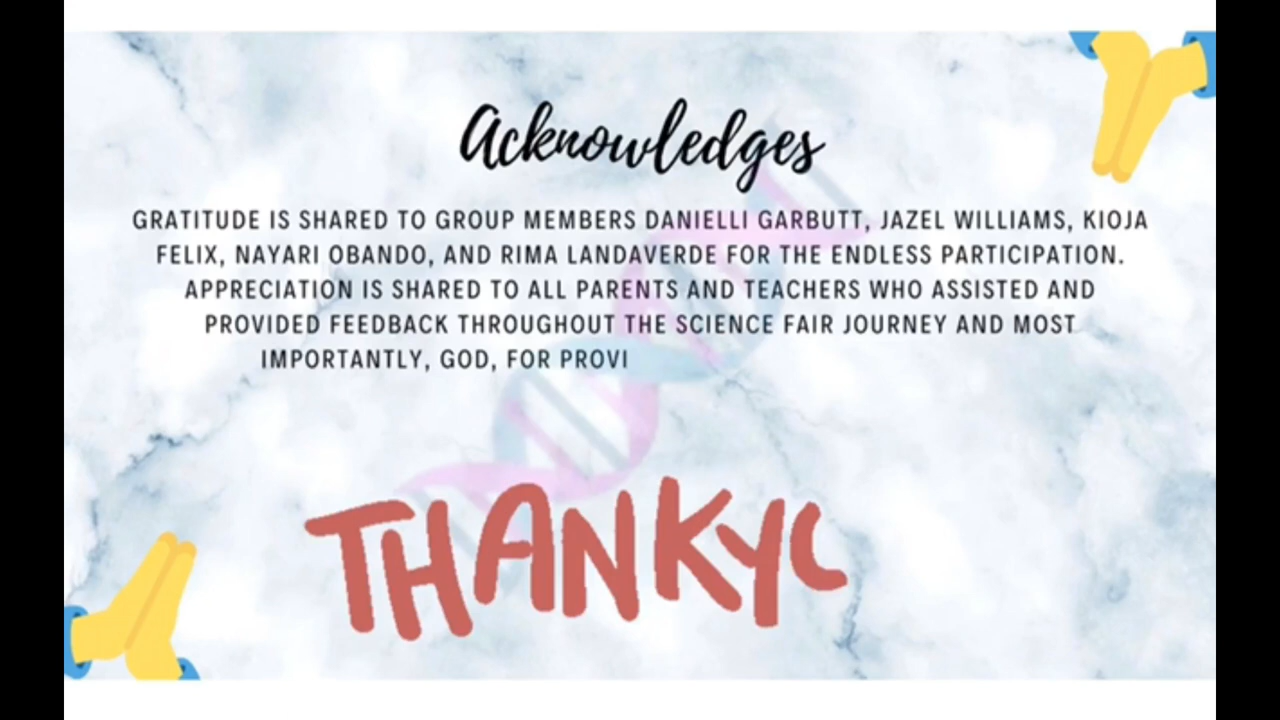 Acknowledges
GRATITUDE IS SHARED TO GROUP MEMBERS DANIELLI GARBUTT, JAZEL WILLIAMS, KIOJA
FELIX, NAYARI OBANDO, AND RIMA LANDAVERDE FOR THE ENDLESS PARTICIPATION.
APPRECIATION IS SHARED TO ALL PARENTS AND TEACHERS WHO ASSISTED AND
PROVIDED FEEDBACK THROUGHOUT THE SCIENCE FAIR JOURNEY AND MOST
IMPORTANTLY, GOD, FOR PROVI
THANKYC